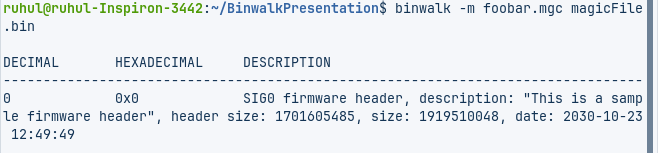 ruhul@ruhul-Inspiron-3442:~/BinwalkPresentation$ binwalk -m foobar.mgc magicFile
.bin
DECIMAL       HEXADECIMAL     DESCRIPTION
--------------------------------------------------------------------------------
0             0x0             SIG0 firmware header, description: "This is a samp
le firmware header", header size: 1701605485, size: 1919510048, date: 2030-10-23
 12:49:49